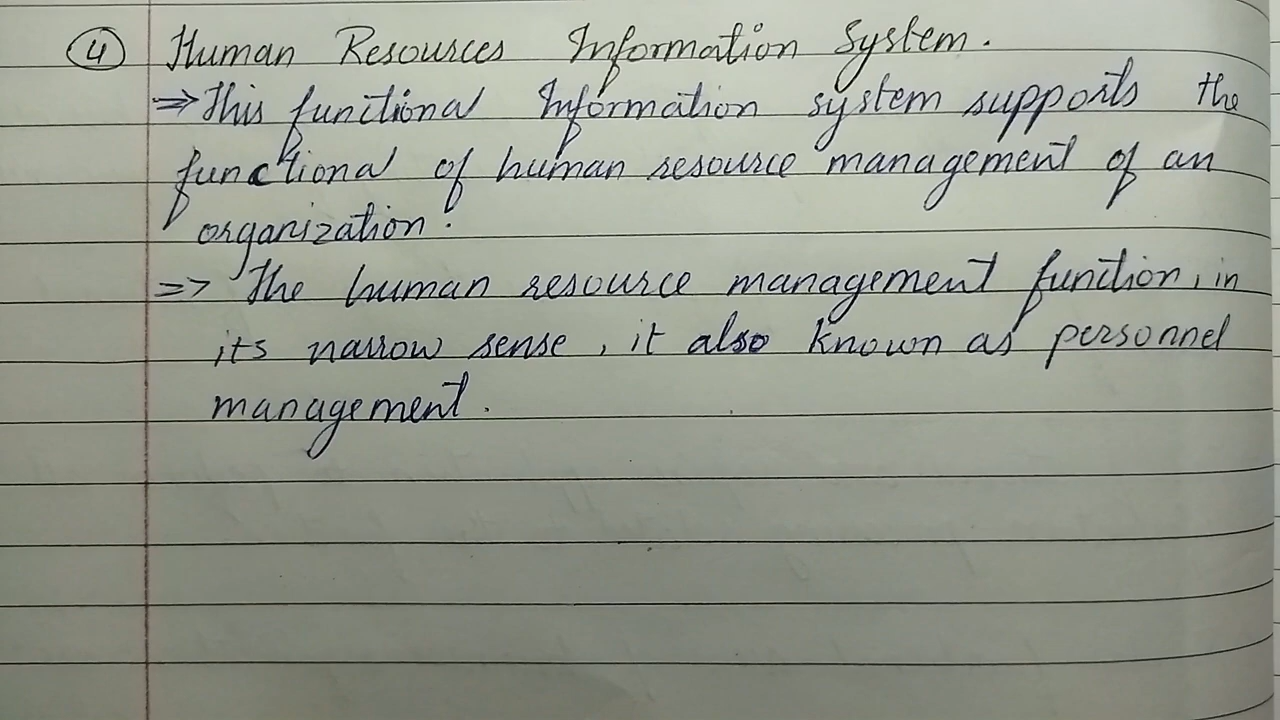 ④ Human Resources Information System.
⇒ This functional Information system supports the
functional of human resource management of an
organization.
=> The human resource management function, in
its narrow sense, it also known as personnel
management.